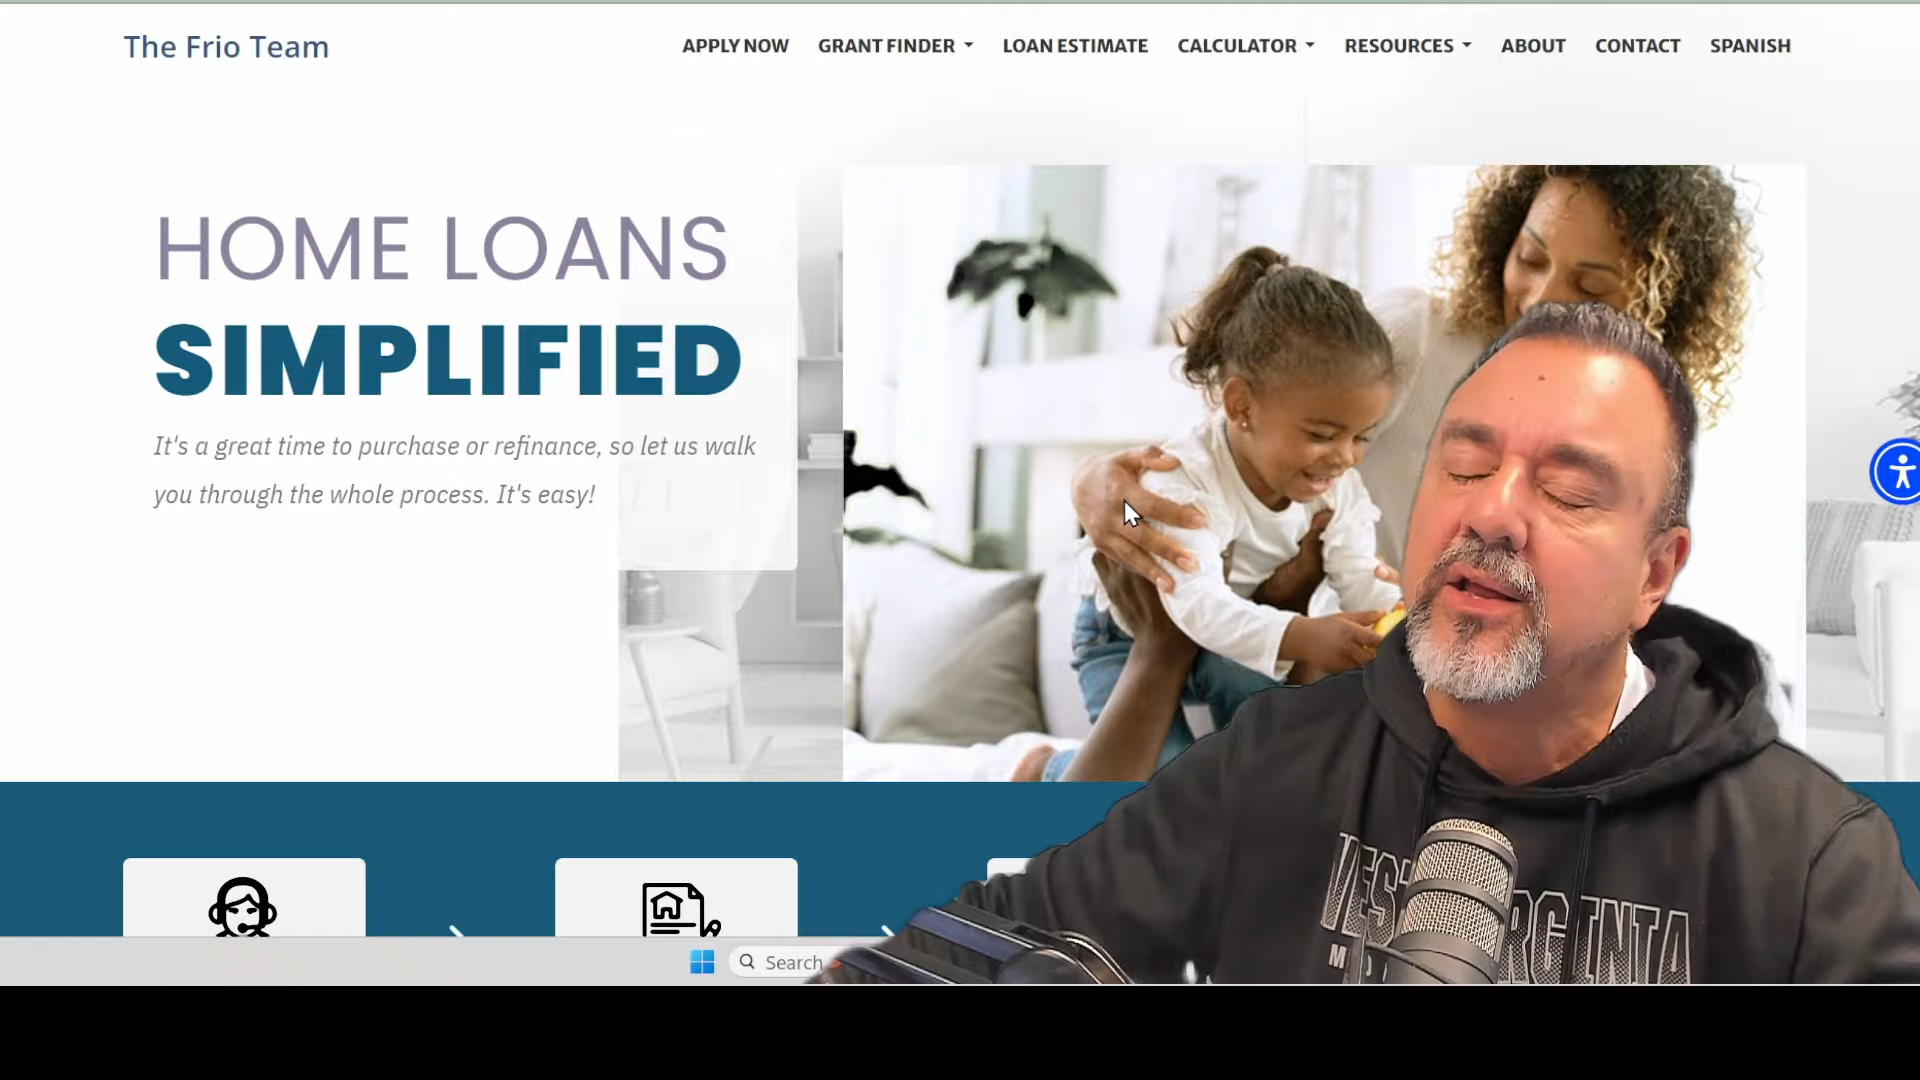 The Frio Team
APPLY NOW
GRANT FINDER
LOAN ESTIMATE
CALCULATOR
RESOURCES
ABOUT
CONTACT
SPANISH
HOME LOANS
SIMPLIFIED
It's a great time to purchase or refinance, so let us walk
you through the whole process. It's easy!
Search